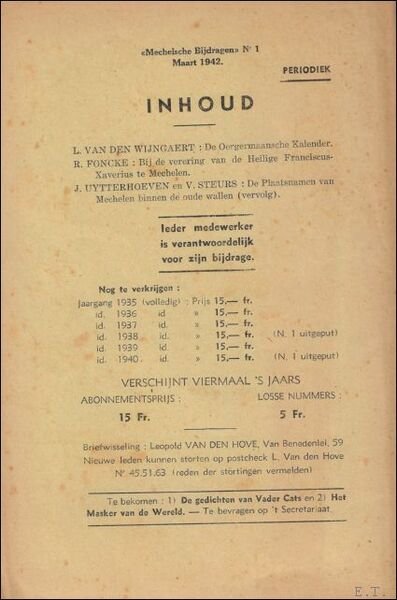 «Mechelsche Bijdragen» N° 1
Maart 1942.
PERIODIEK
INHOUD
L. VAN DEN WIJNGAERT : De Oergermaansche Kalender.
R. FONCKE : Bij de verering van de Heilige Franciscus-
Xaverius te Mechelen.
J. UYTTERHOEVEN en V. STEURS : De Plaatsnamen van
Mechelen binnen de oude wallen (vervolg).
Ieder medewerker
is verantwoordelijk
voor zijn bijdrage.
Nog te verkrijgen :
Jaargang 1935 (volledig) : Prijs 15,— fr.
id. 1936 id. » 15,— fr.
id. 1937 id. » 15,— fr.
id. 1938 id. » 15,— fr. (N. 1 uitgeput)
id. 1939 id. » 15,— fr.
id. 1940 id. » 15,— fr. (N. 1 uitgeput)
VERSCHIJNT VIERMAAL 'S JAARS
ABONNEMENTSPRIJS : LOSSE NUMMERS :
15 Fr. 5 Fr.
Briefwisseling : Leopold VAN DEN HOVE, Van Benedenlei, 59
Nieuwe leden kunnen storten op postcheck L. Van den Hove
N° 45.51.63 (reden der stortingen vermelden)
Te bekomen : 1) De gedichten van Vader Cats en 2) Het
Masker van de Wereld. — Te bevragen op 't Secretariaat.
E.T.